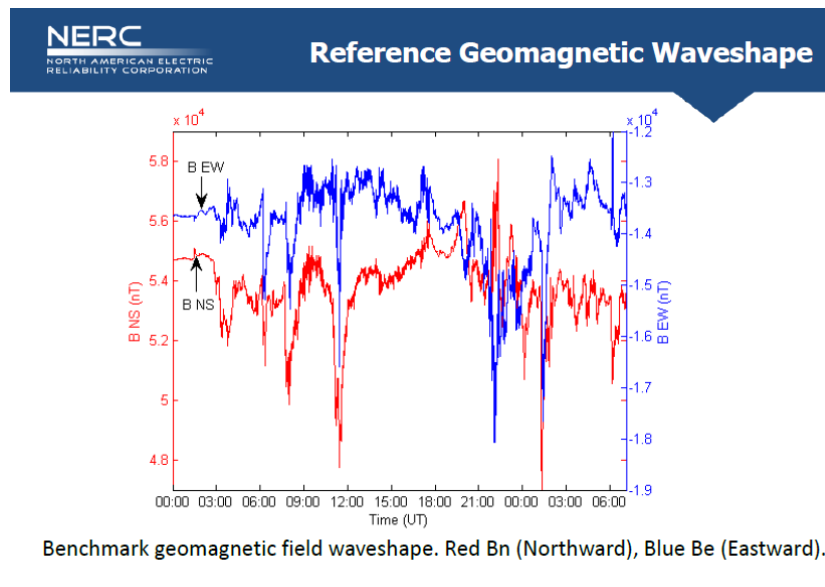 NERC
NORTH AMERICAN ELECTRIC
RELIABILITY CORPORATION
Reference Geomagnetic Waveshape
x 10⁴
x 10⁴
5.8
5.6
5.4
5.2
5
4.8
B NS (nT)
B EW
B NS
-1.2
-1.3
-1.4
-1.5
-1.6
-1.7
-1.8
-1.9
B EW (nT)
00:00 03:00 06:00 09:00 12:00 15:00 18:00 21:00 00:00 03:00 06:00
Time (UT)
Benchmark geomagnetic field waveshape. Red Bn (Northward), Blue Be (Eastward).